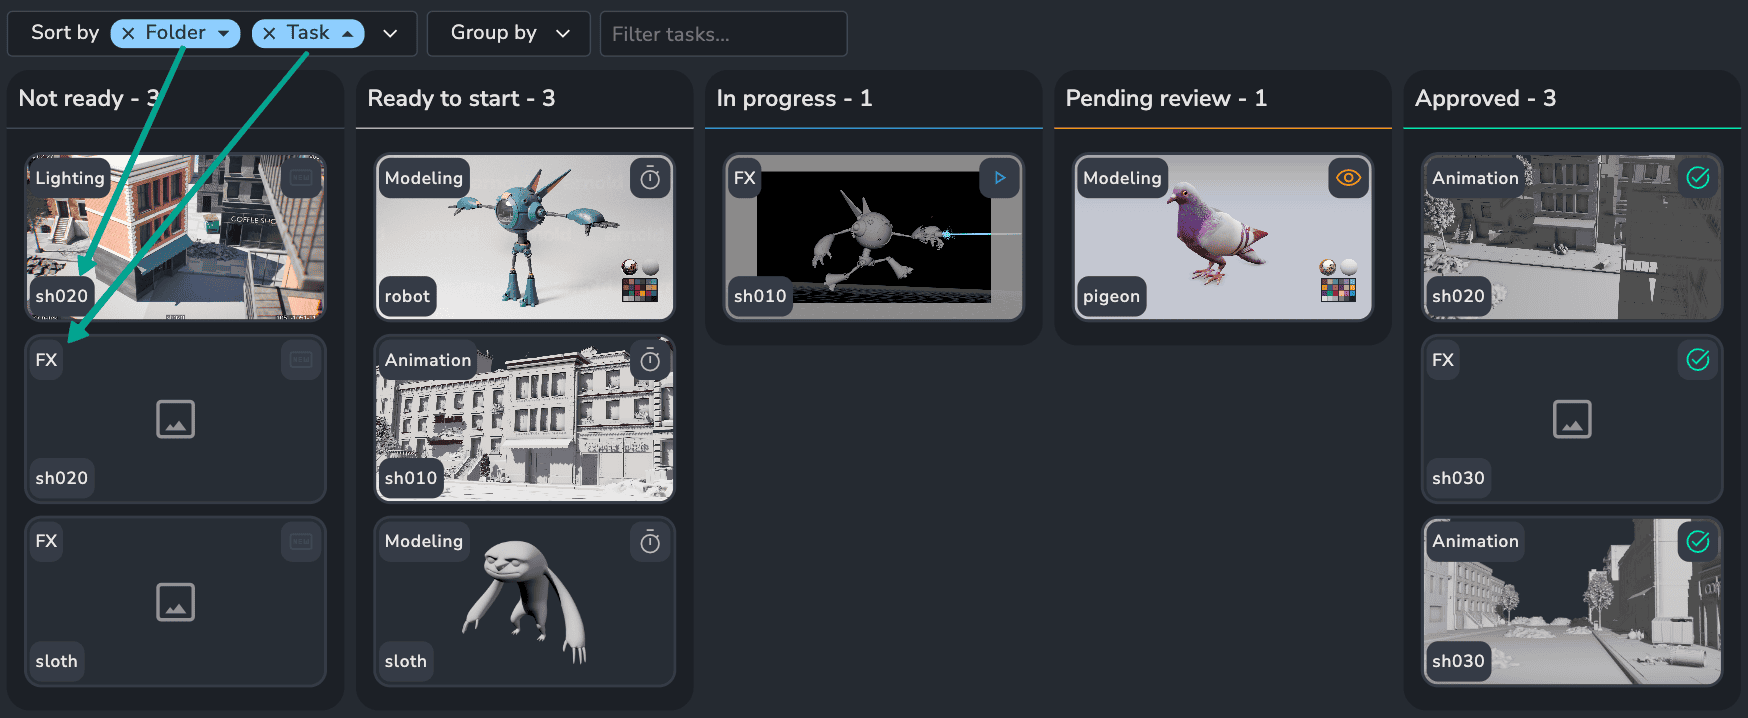 Sort by Folder Task Group by Filter tasks...
Not ready - 3
Lighting
COFFLE SHO
sh020
FX
sh020
FX
sloth
Ready to start - 3
Modeling
robot
Animation
sh010
Modeling
sloth
In progress - 1
FX
sh010
Pending review - 1
Modeling
pigeon
Approved - 3
Animation
sh020
FX
sh030
Animation
sh030